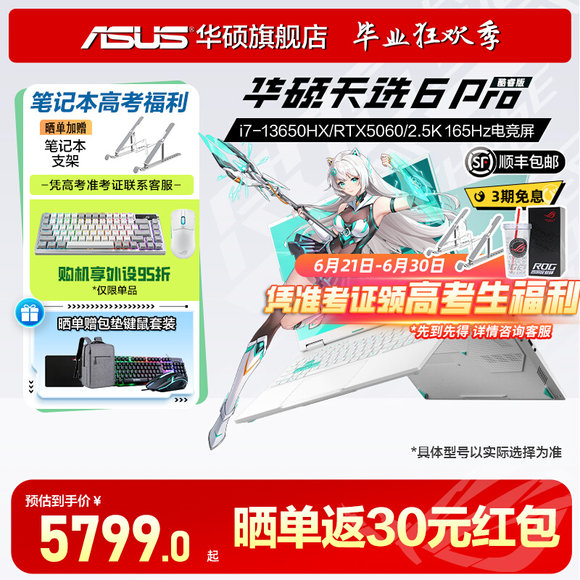 ASUS 华硕旗舰店 毕业狂欢季
笔记本高考福利
晒单加赠
笔记本
支架
凭高考准考证联系客服
购机享外设95折
*仅限单品
晒单赠包垫键鼠套装
华硕天选6 Pro
酷睿版
i7-13650HX/RTX5060/2.5K 165Hz电竞屏
SF 顺丰包邮
3期免息
ROG
6月21日-6月30日
凭准考证领高考生福利
*先到先得 详情咨询客服
*具体型号以实际选择为准
预估到手价¥
5799.0 起
晒单返30元红包